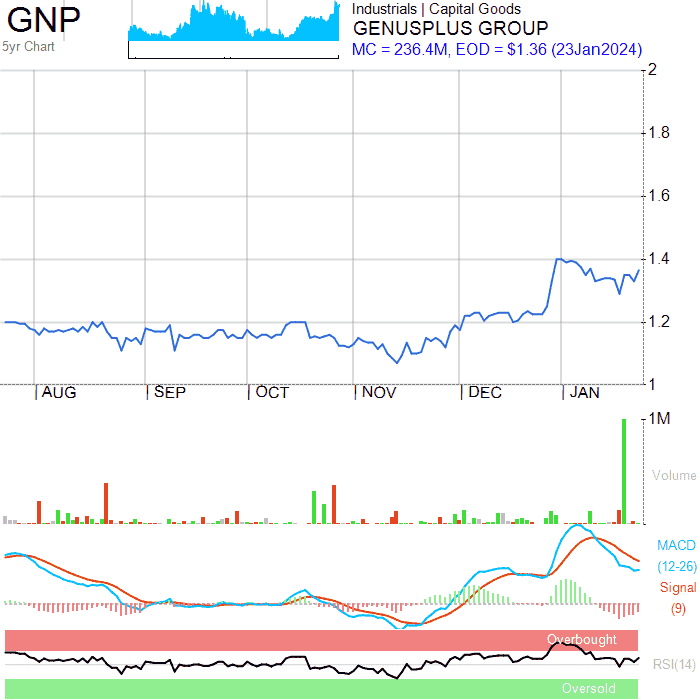 GNP
5yr Chart
Industrials | Capital Goods
GENUSPLUS GROUP
MC = 236.4M, EOD = $1.36 (23Jan2024)
2
1.8
1.6
1.4
1.2
1
AUG SEP OCT NOV DEC JAN
1M
Volume
MACD
(12-26)
Signal
(9)
Overbought
RSI(14)
Oversold